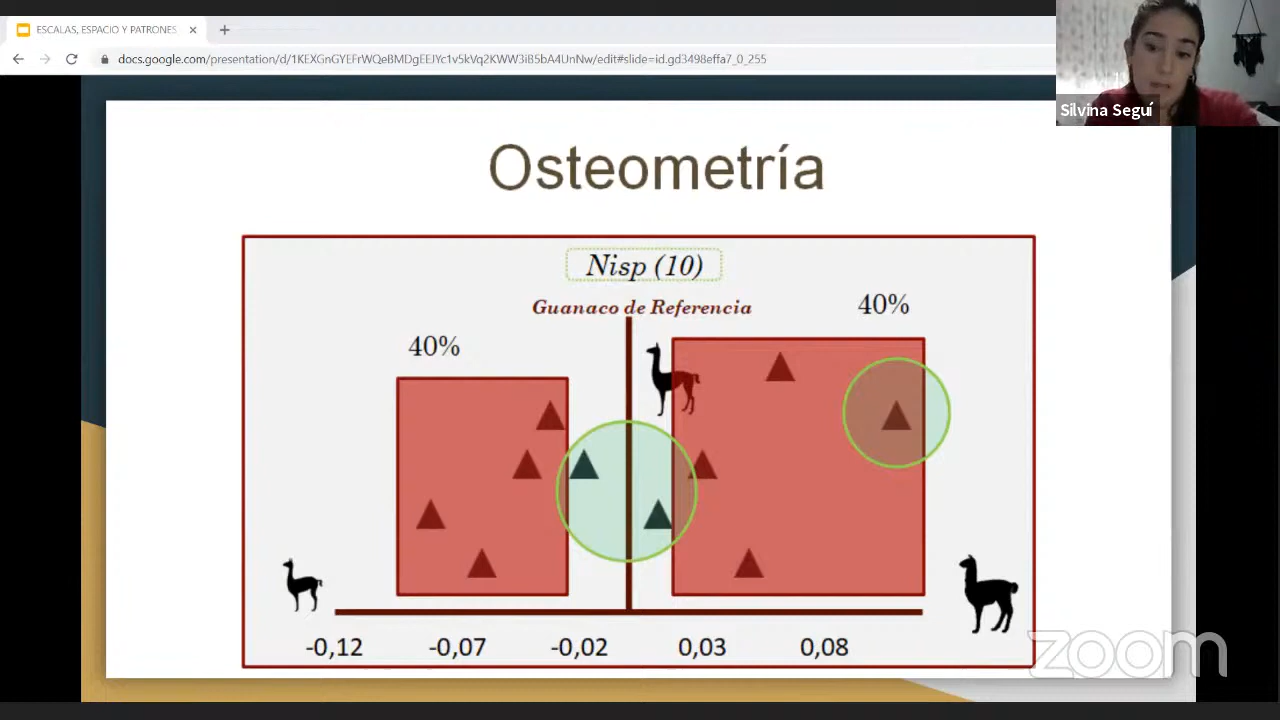 ESCALAS, ESPACIO Y PATRONES
docs.google.com/presentation/d/1KEXGnGYEFrWQeBMDgEEJYc1v5kVq2KWW3iB5bA4UnNw/edit#slide=id.gd3498effa7_0_255
Silvina Seguí
Osteometría
Nisp (10)
Guanaco de Referencia
40%
40%
-0,12 -0,07 -0,02 0,03 0,08
zoom